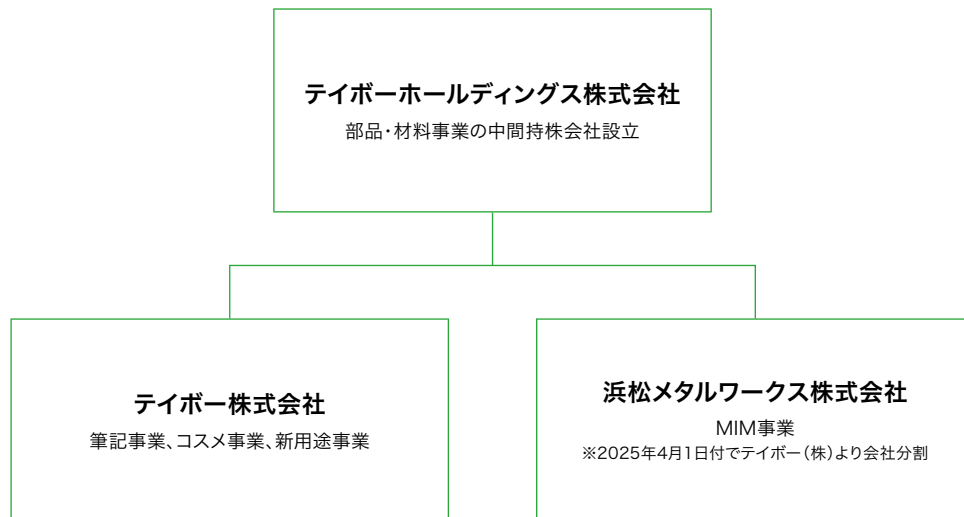 テイボーホールディングス株式会社
部品・材料事業の中間持株会社設立
テイボー株式会社
筆記事業、コスメ事業、新用途事業
浜松メタルワークス株式会社
MIM事業
※2025年4月1日付でテイボー(株)より会社分割